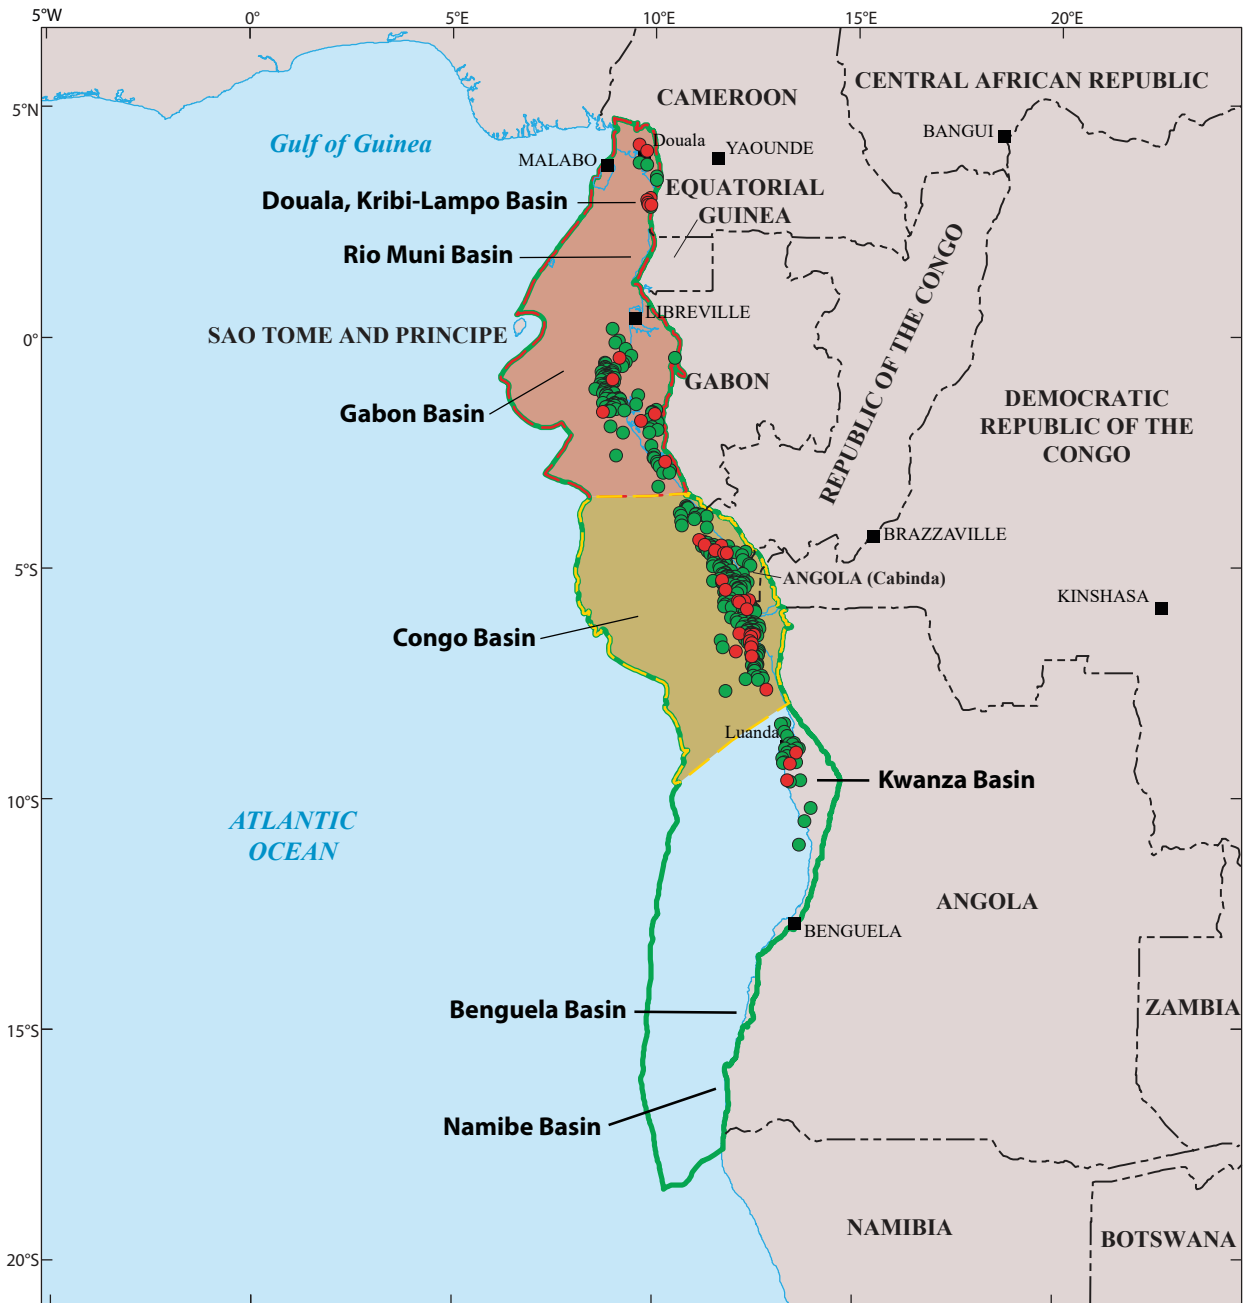 5°W
0°
5°E
10°E
15°E
20°E
CENTRAL AFRICAN REPUBLIC
CAMEROON
5°N
BANGUI
Gulf of Guinea
Douala
YAOUNDE
MALABO
EQUATORIAL
GUINEA
Douala, Kribi-Lampo Basin
Rio Muni Basin
REPUBLIC OF THE CONGO
LIBREVILLE
SAO TOME AND PRINCIPE
0°
GABON
Gabon Basin
DEMOCRATIC
REPUBLIC OF THE
CONGO
BRAZZAVILLE
5°S
ANGOLA (Cabinda)
KINSHASA
Congo Basin
Luanda
Kwanza Basin
10°S
ATLANTIC
OCEAN
ANGOLA
BENGUELA
Benguela Basin
ZAMBIA
15°S
Namibe Basin
NAMIBIA
BOTSWANA
20°S